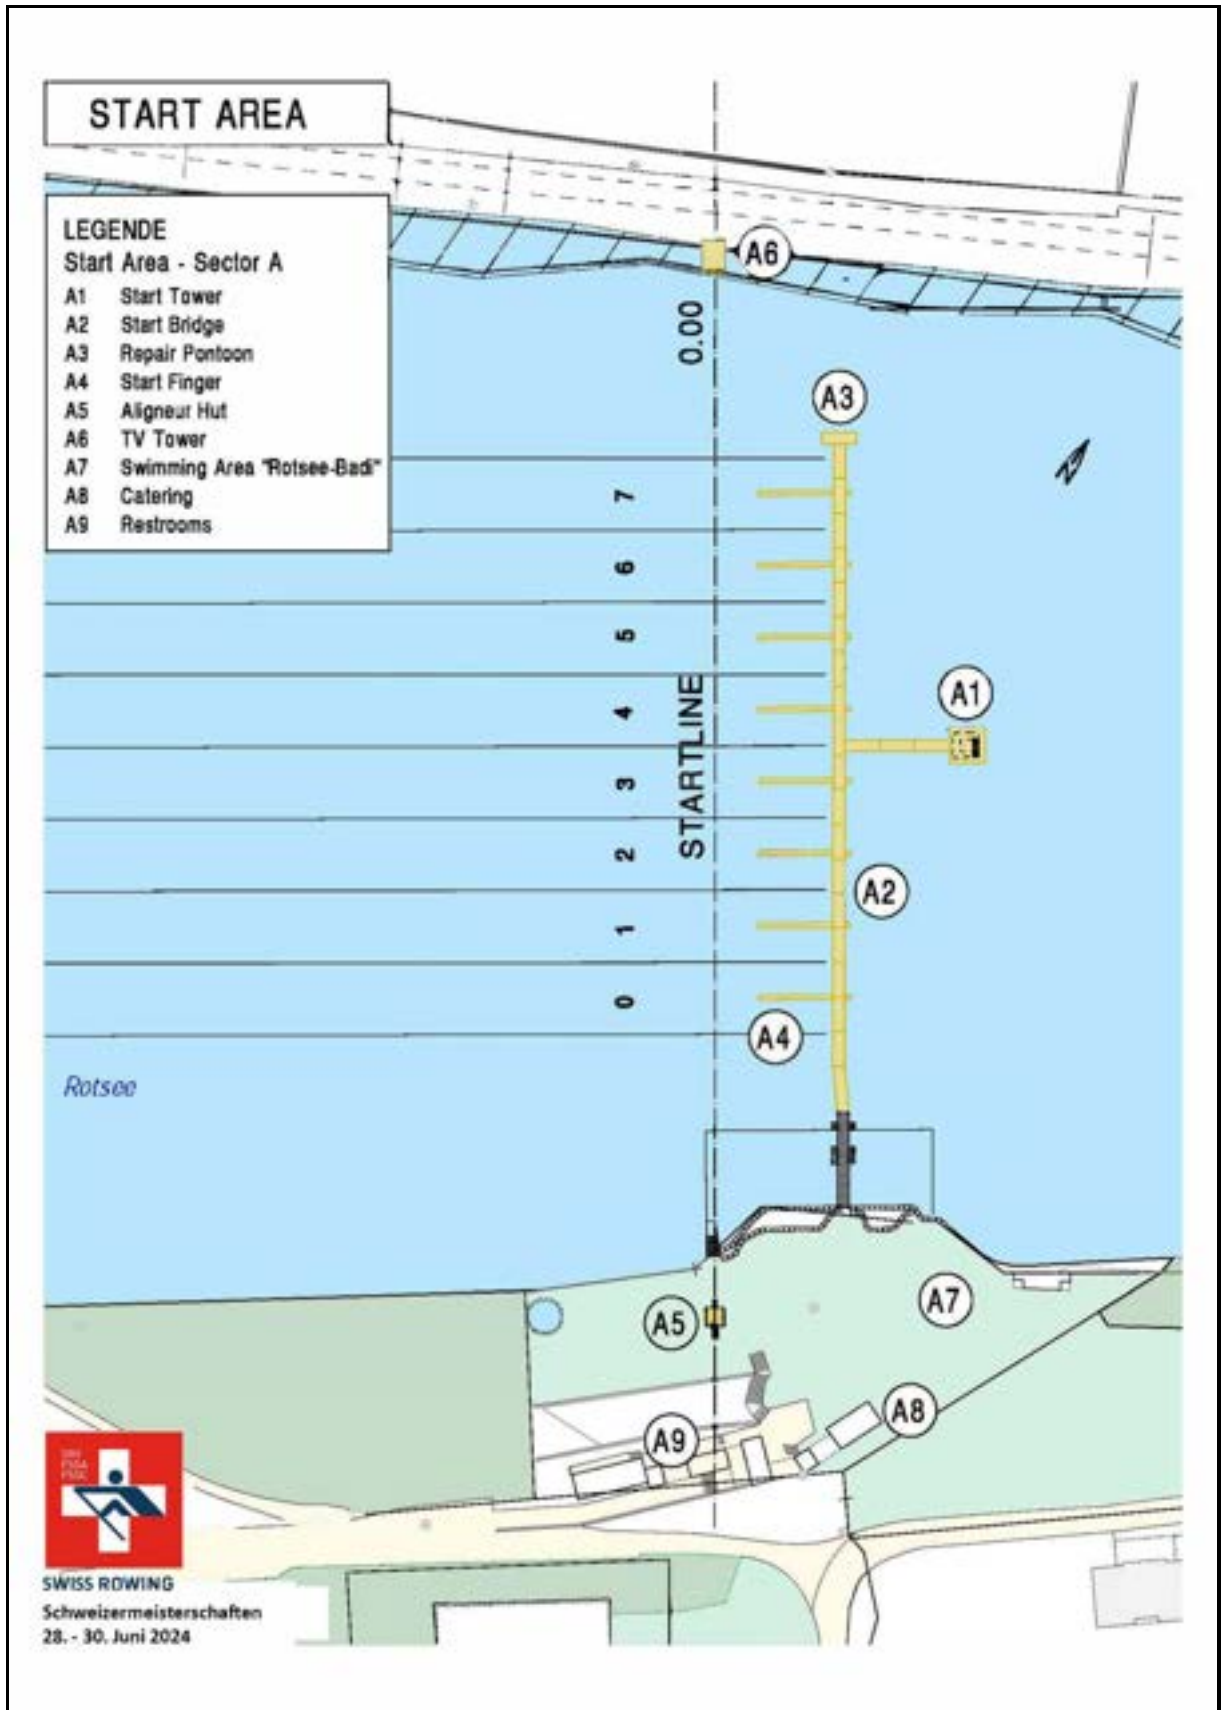 START AREA
LEGENDE
Start Area - Sector A
A1 Start Tower
A2 Start Bridge
A3 Repair Pontoon
A4 Start Finger
A5 Aligneur Hut
A6 TV Tower
A7 Swimming Area "Rotsee-Badi"
A8 Catering
A9 Restrooms
A6
0.00
A3
N
7
6
5
A1
4
STARTLINE
3
2
A2
1
0
A4
Rotsee
A7
A5
A8
A9
SWISS ROWING
Schweizermeisterschaften
28. - 30. Juni 2024